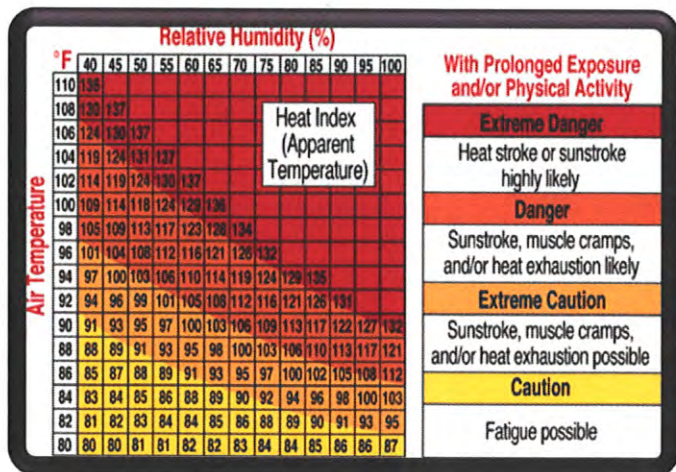 Relative Humidity (%)
°F 40 45 50 55 60 65 70 75 80 85 90 95 100
110 136
108 130 137
106 124 130 137
104 119 124 131 137
102 114 119 124 130 137
100 109 114 118 124 129 136
98 105 109 113 117 123 128 134
96 101 104 108 112 116 121 126 132
94 97 100 103 106 110 114 119 124 129 135
92 94 96 99 101 105 108 112 116 121 126 131
90 91 93 95 97 100 103 106 109 113 117 122 127 132
88 88 89 91 93 95 98 100 103 106 110 113 117 121
86 85 87 88 89 91 93 95 97 100 102 105 108 112
84 83 84 85 86 88 89 90 92 94 96 98 100 103
82 81 82 83 84 84 85 86 88 89 90 91 93 95
80 80 80 81 81 82 82 83 84 84 85 86 86 87
Air Temperature
Heat Index
(Apparent
Temperature)
With Prolonged Exposure
and/or Physical Activity
Extreme Danger
Heat stroke or sunstroke
highly likely
Danger
Sunstroke, muscle cramps,
and/or heat exhaustion likely
Extreme Caution
Sunstroke, muscle cramps,
and/or heat exhaustion possible
Caution
Fatigue possible